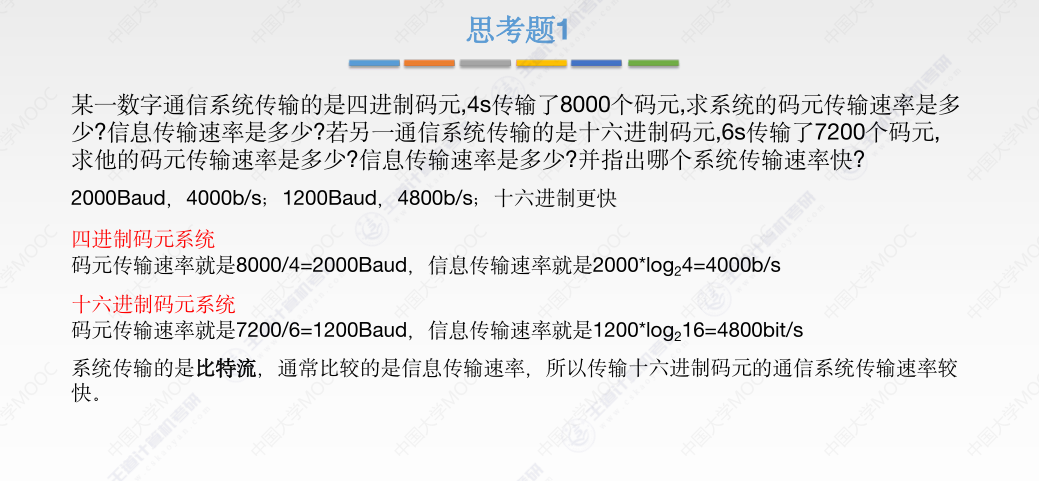 思考题1
某一数字通信系统传输的是四进制码元,4s传输了8000个码元,求系统的码元传输速率是多
少?信息传输速率是多少?若另一通信系统传输的是十六进制码元,6s传输了7200个码元,
求他的码元传输速率是多少?信息传输速率是多少?并指出哪个系统传输速率快?
2000Baud，4000b/s；1200Baud，4800b/s；十六进制更快
四进制码元系统
码元传输速率就是8000/4=2000Baud，信息传输速率就是2000*log₂4=4000b/s
十六进制码元系统
码元传输速率就是7200/6=1200Baud，信息传输速率就是1200*log₂16=4800bit/s
系统传输的是比特流，通常比较的是信息传输速率，所以传输十六进制码元的通信系统传输速率较
快。
中国大学MOOC
王道计算机考研